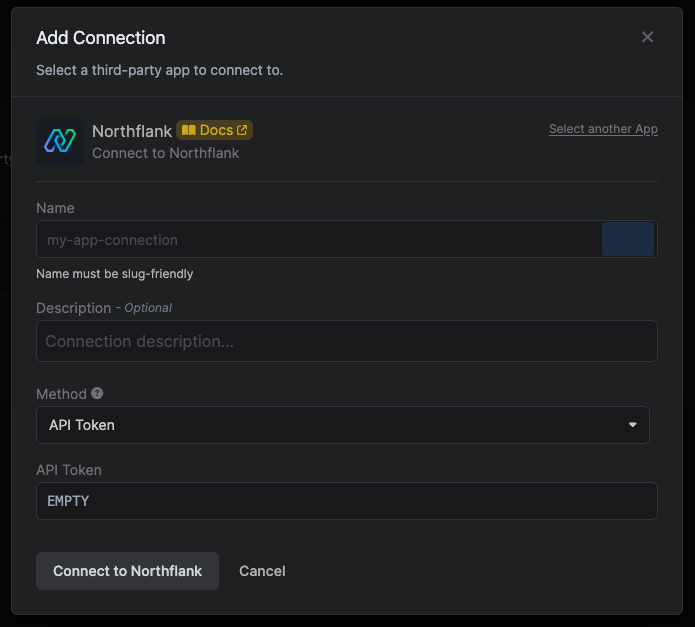 Add Connection
Select a third-party app to connect to.
Northflank Docs
Select another App
Connect to Northflank
Name
my-app-connection
Name must be slug-friendly
Description - Optional
Connection description...
Method
API Token
API Token
EMPTY
Connect to Northflank Cancel